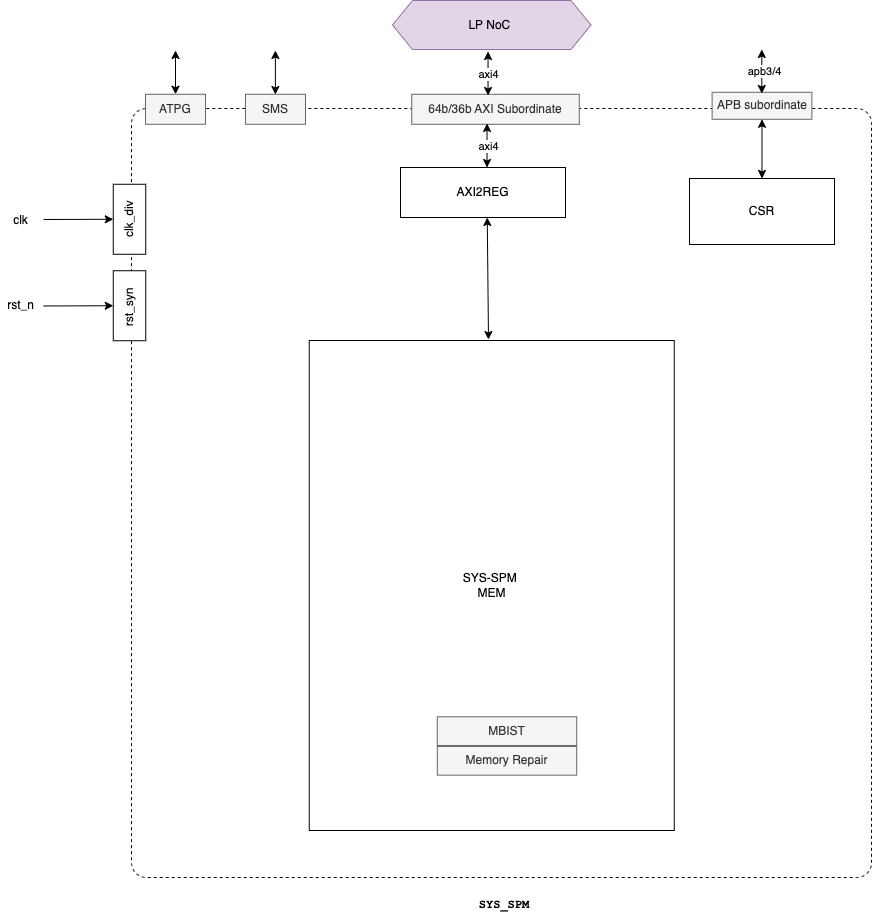 LP NoC
axi4
apb3/4
ATPG
SMS
64b/36b AXI Subordinate
APB subordinate
axi4
AXI2REG
CSR
clk
clk_div
rst_n
rst_syn
SYS-SPM
MEM
MBIST
Memory Repair
SYS_SPM